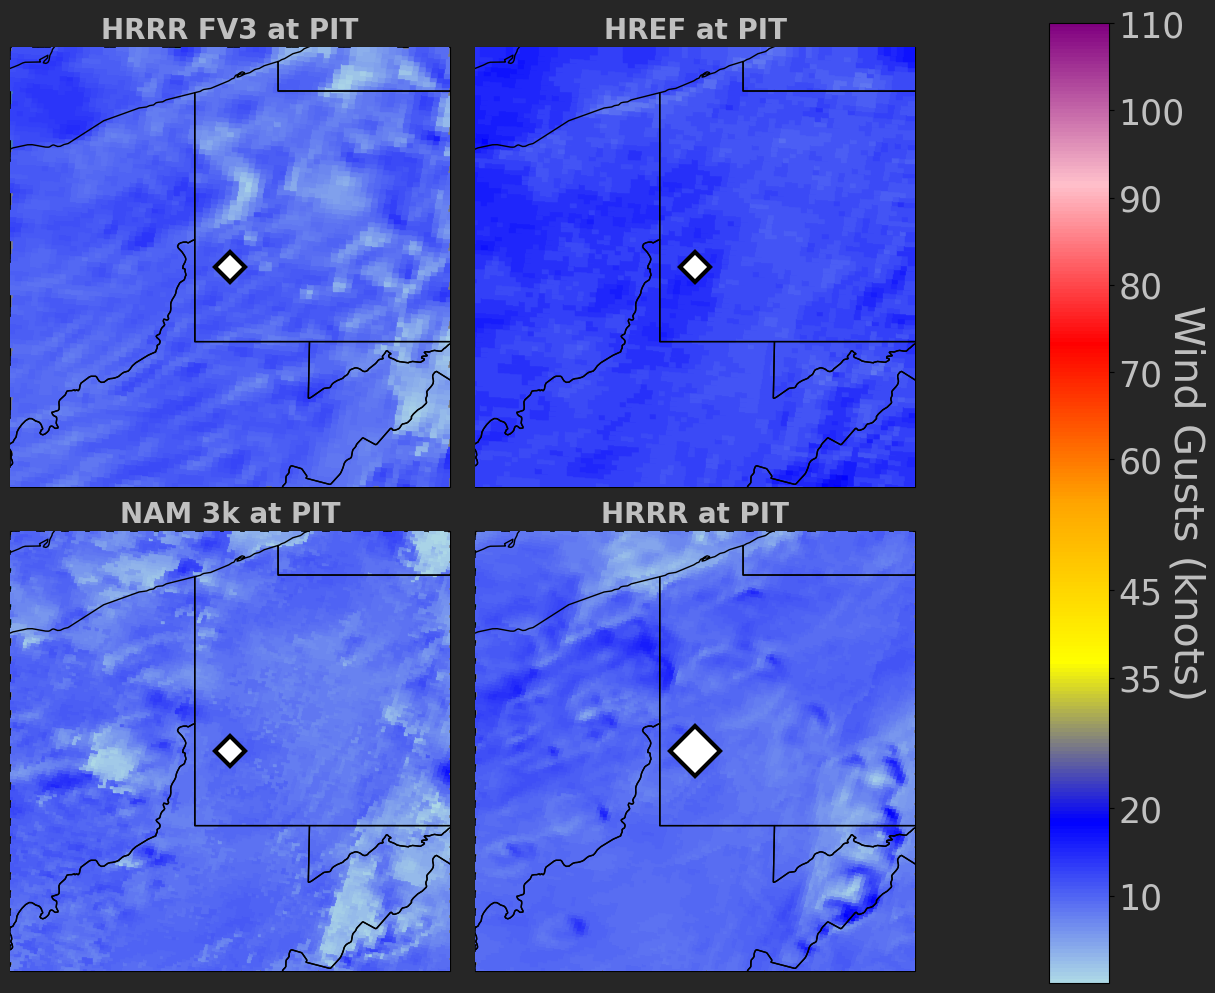 HRRR FV3 at PIT
HREF at PIT
NAM 3k at PIT
HRRR at PIT
110
100
90
80
70
60
45
35
20
10
Wind Gusts (knots)